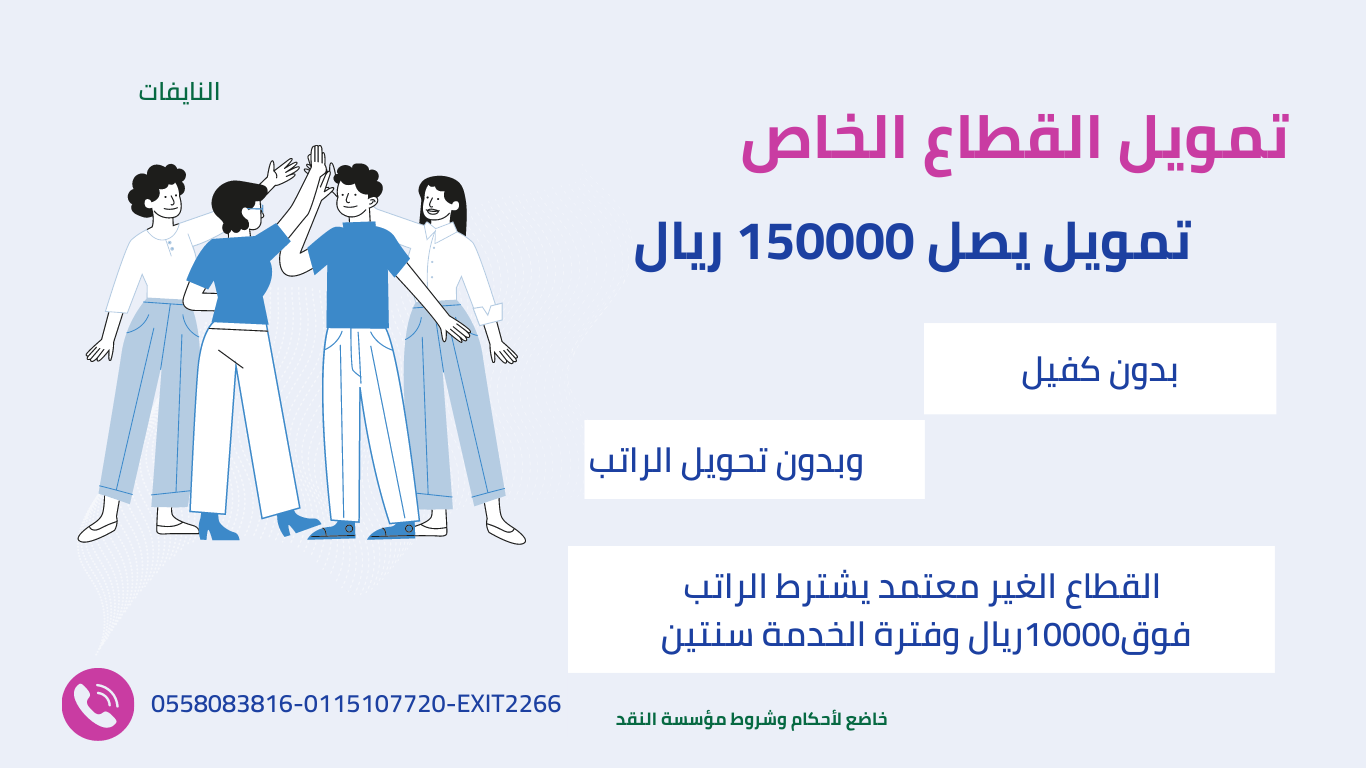 النايفات
تمويل القطاع الخاص
تمويل يصل 150000 ريال
بدون كفيل
وبدون تحويل الراتب
القطاع الغير معتمد يشترط الراتب
فوق10000ريال وفترة الخدمة سنتين
0558083816-0115107720-EXIT2266
خاضع لأحكام وشروط مؤسسة النقد